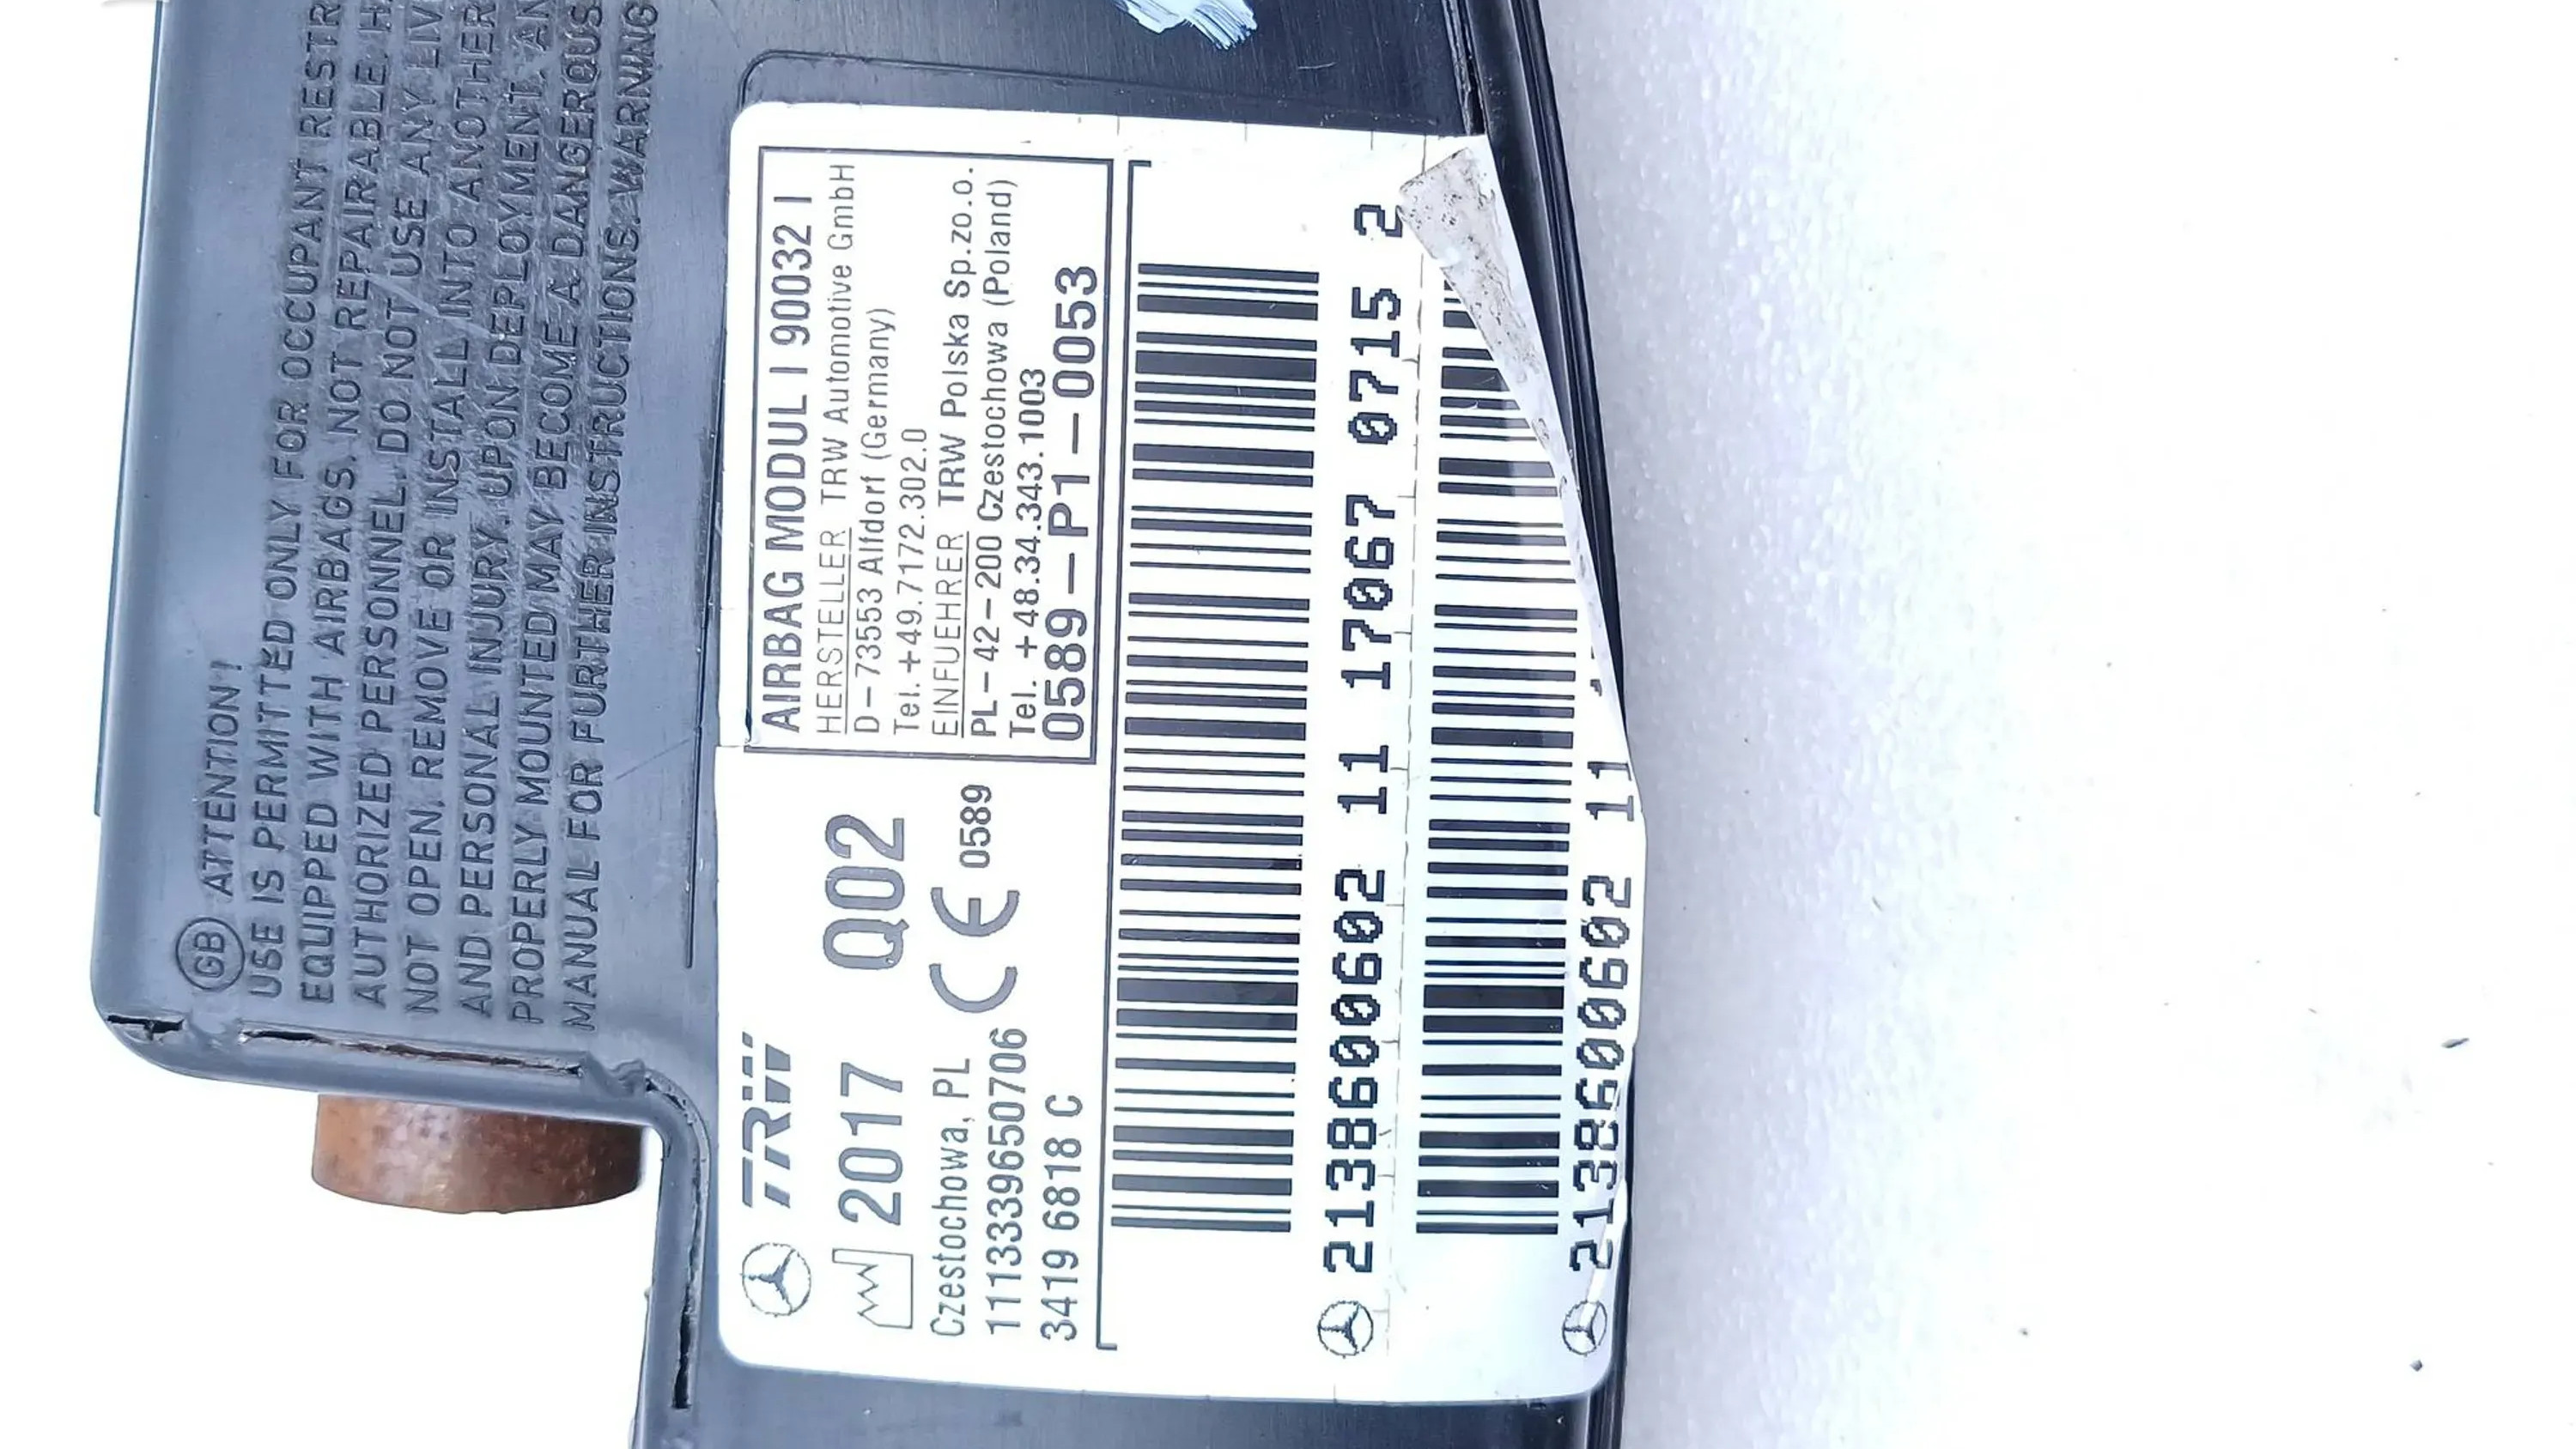 GB ATTENTION!
USE IS PERMITTED ONLY FOR OCCUPANT RESTR
EQUIPPED WITH AIRBAGS. NOT REPAIRABLE. H
AUTHORIZED PERSONNEL. DO NOT USE ANY LIV
NOT OPEN, REMOVE OR INSTALL INTO ANOTHER
AND PERSONAL INJURY. UPON DEPLOYMENT AN
PROPERLY MOUNTED MAY BECOME A DANGEROUS
MANUAL FOR FURTHER INSTRUCTIONS. WARNING
TRW
2017 Q02
Czestochowa, PL
1113339650706
3419 6818 C
CE 0589
AIRBAG MODUL I 90032 I
HERSTELLER TRW Automotive GmbH
D-73553 Alfdorf (Germany)
Tel.+49.7172.302.0
EINFUEHRER TRW Polska Sp.zo.o.
PL-42-200 Czestochowa (Poland)
Tel. +48.34.343.1003
0589-P1-0053
2138600602 11 17067 0715 2
2138600602 11